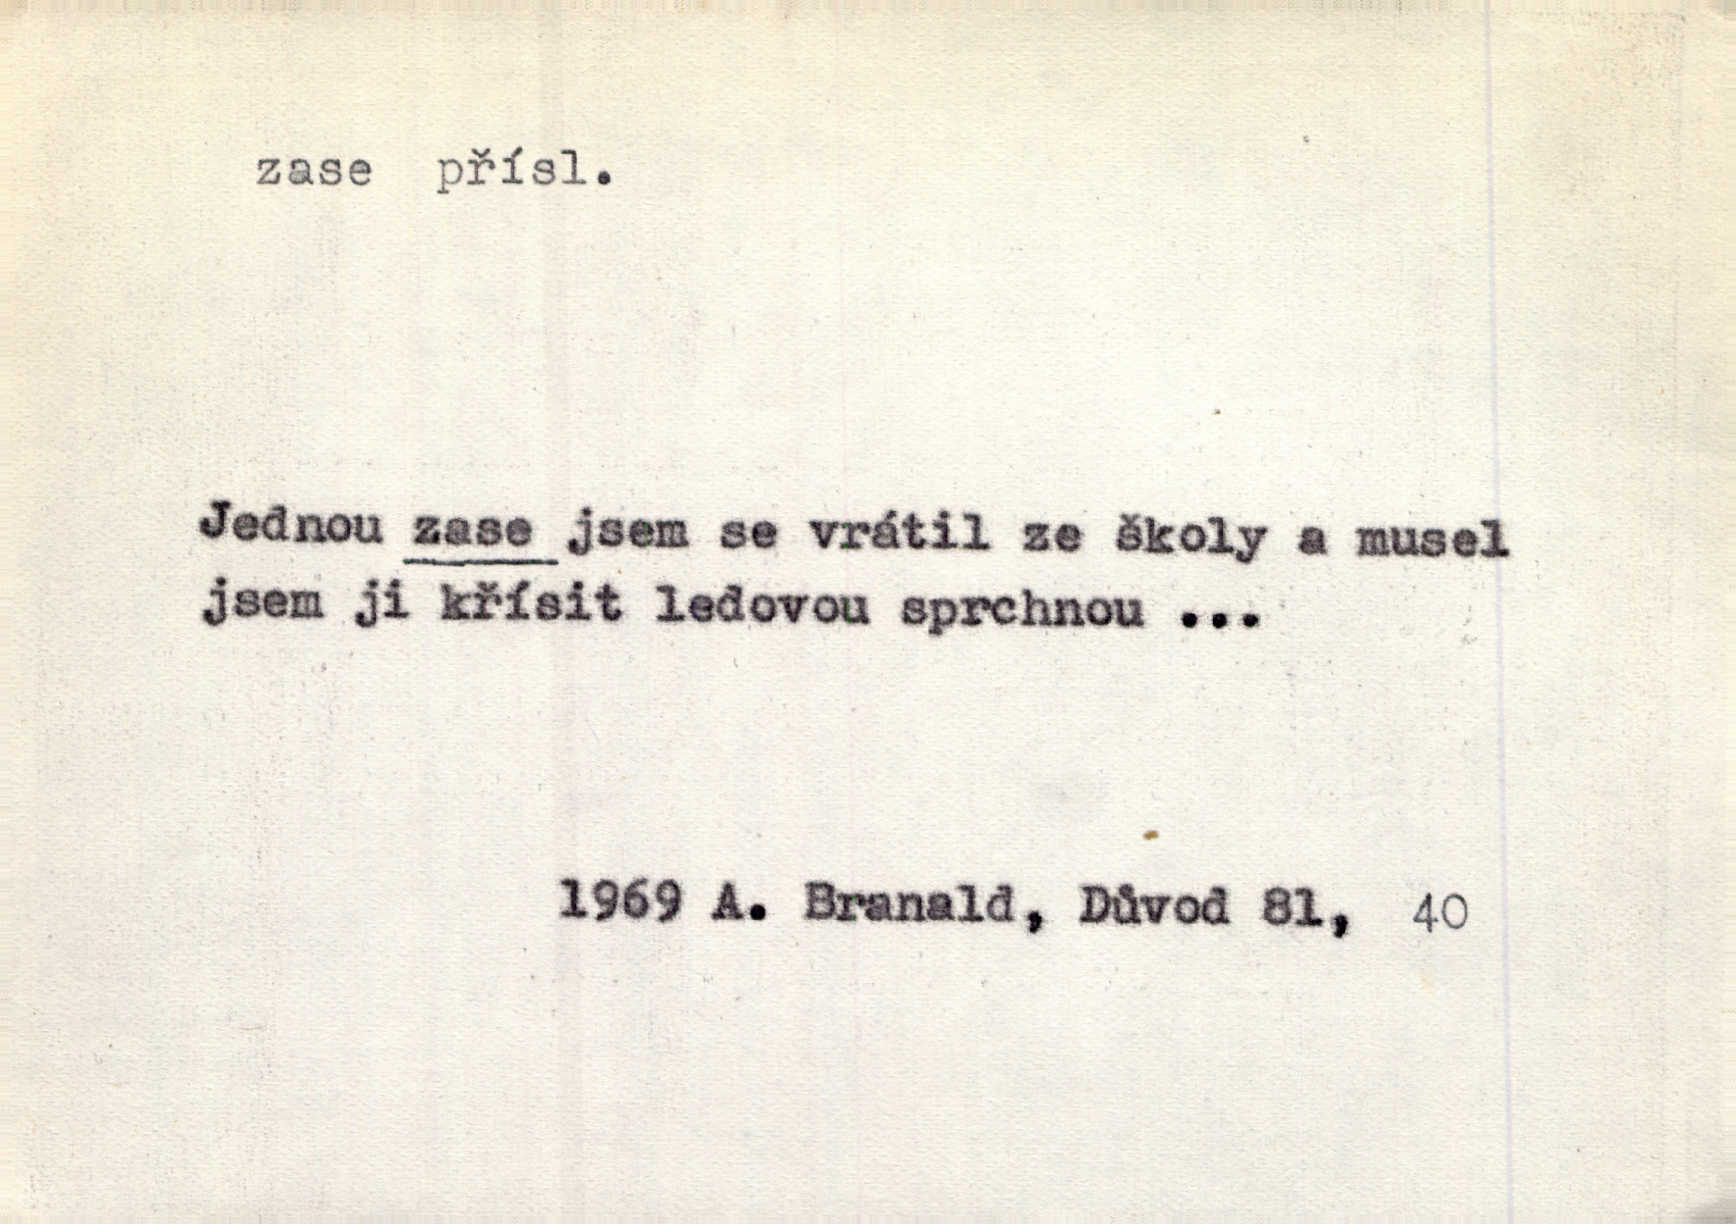 zase přísl.
Jednou zase jsem se vrátil ze školy a musel
jsem ji křísit ledovou sprchnou ...
1969 A. Branald, Důvod 81, 40